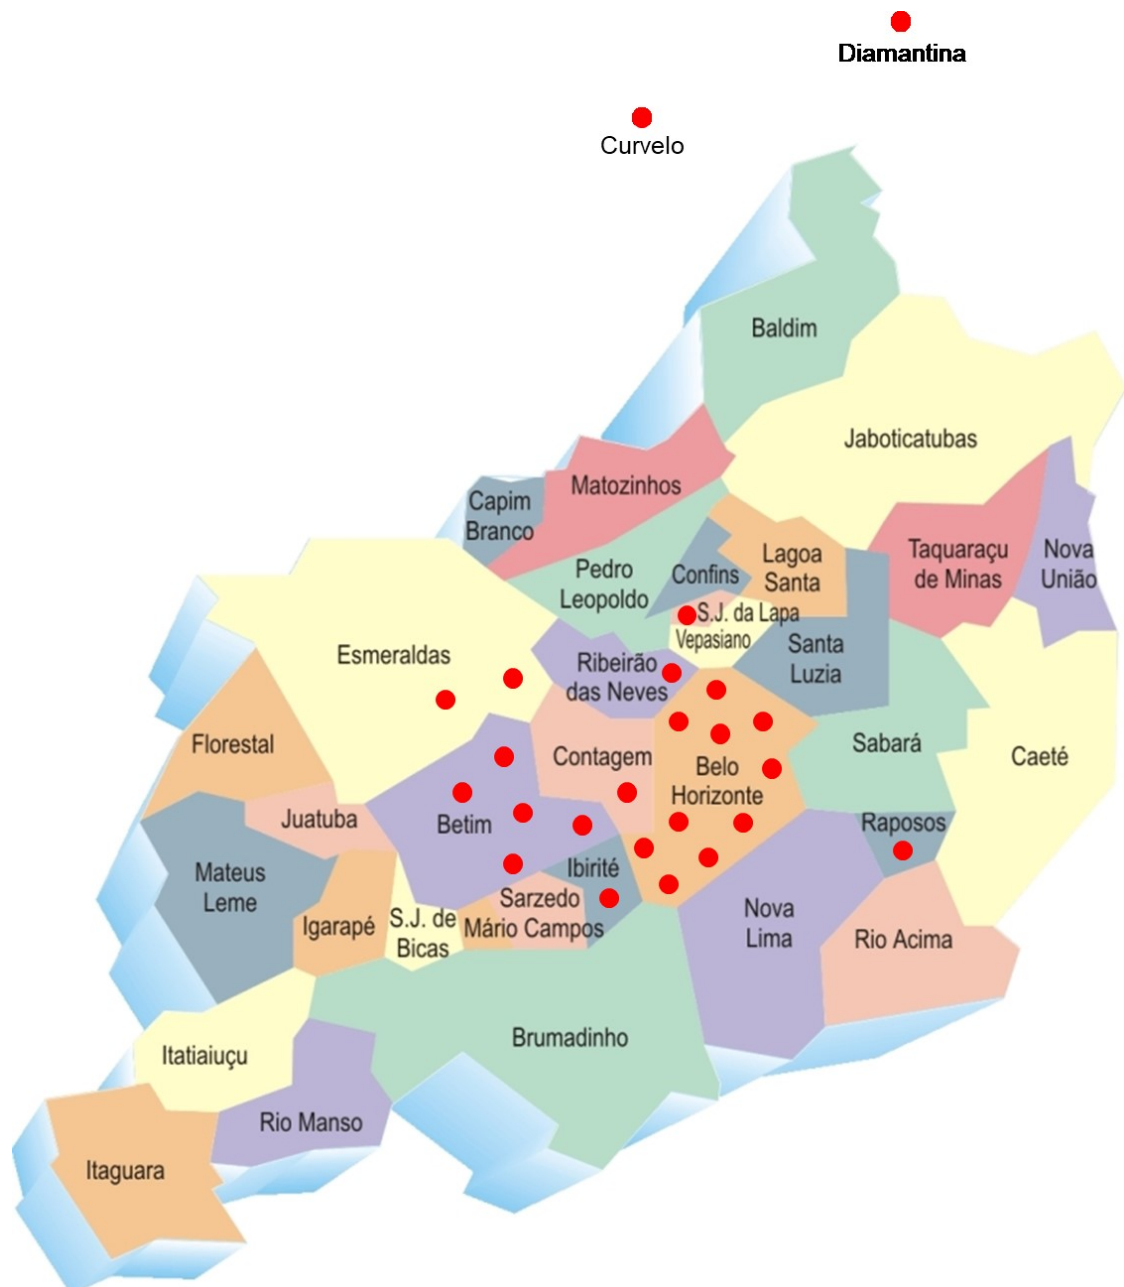 Diamantina
Curvelo
Baldim
Jaboticatubas
Matozinhos
Capim
Branco
Pedro
Leopoldo
Confins
Lagoa
Santa
Taquaraçu
de Minas
Nova
União
S.J. da Lapa
Vepasiano
Santa
Luzia
Esmeraldas
Ribeirão
das Neves
Florestal
Contagem
Belo
Horizonte
Sabará
Caeté
Juatuba
Betim
Raposos
Mateus
Leme
Ibirité
Sarzedo
Mário Campos
Igarapé
S.J. de
Bicas
Nova
Lima
Rio Acima
Brumadinho
Itatiaiuçu
Rio Manso
Itaguara